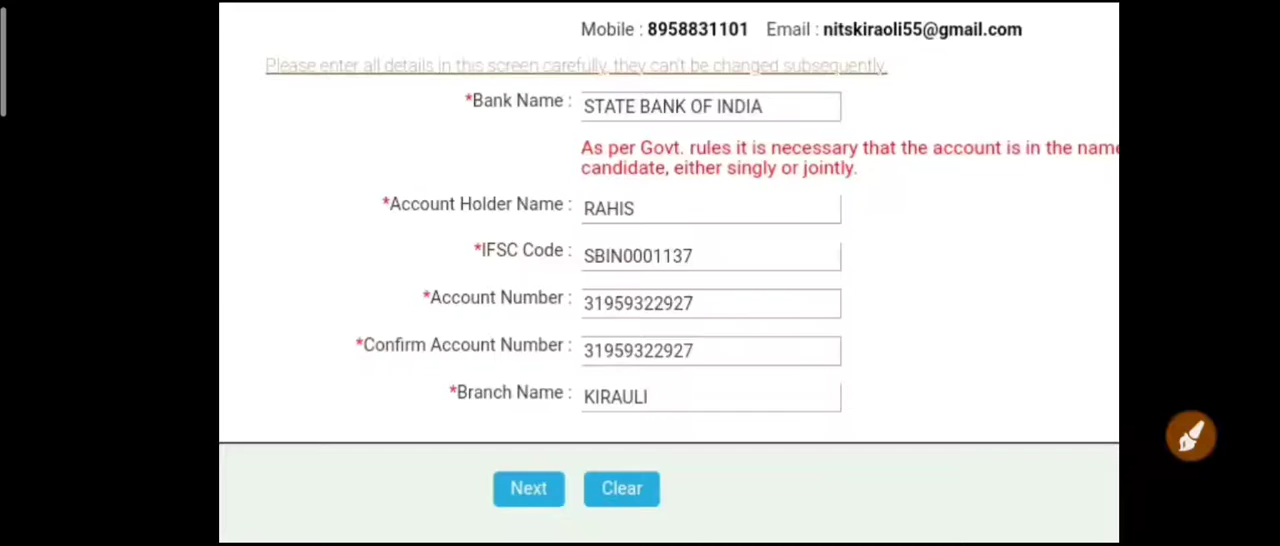 Mobile : 8958831101 Email : nitskiraoli55@gmail.com
Please enter all details in this screen carefully, they can't be changed subsequently.
*Bank Name : STATE BANK OF INDIA
As per Govt. rules it is necessary that the account is in the name
candidate, either singly or jointly.
*Account Holder Name : RAHIS
*IFSC Code : SBIN0001137
*Account Number : 31959322927
*Confirm Account Number : 31959322927
*Branch Name : KIRAULI
Next Clear